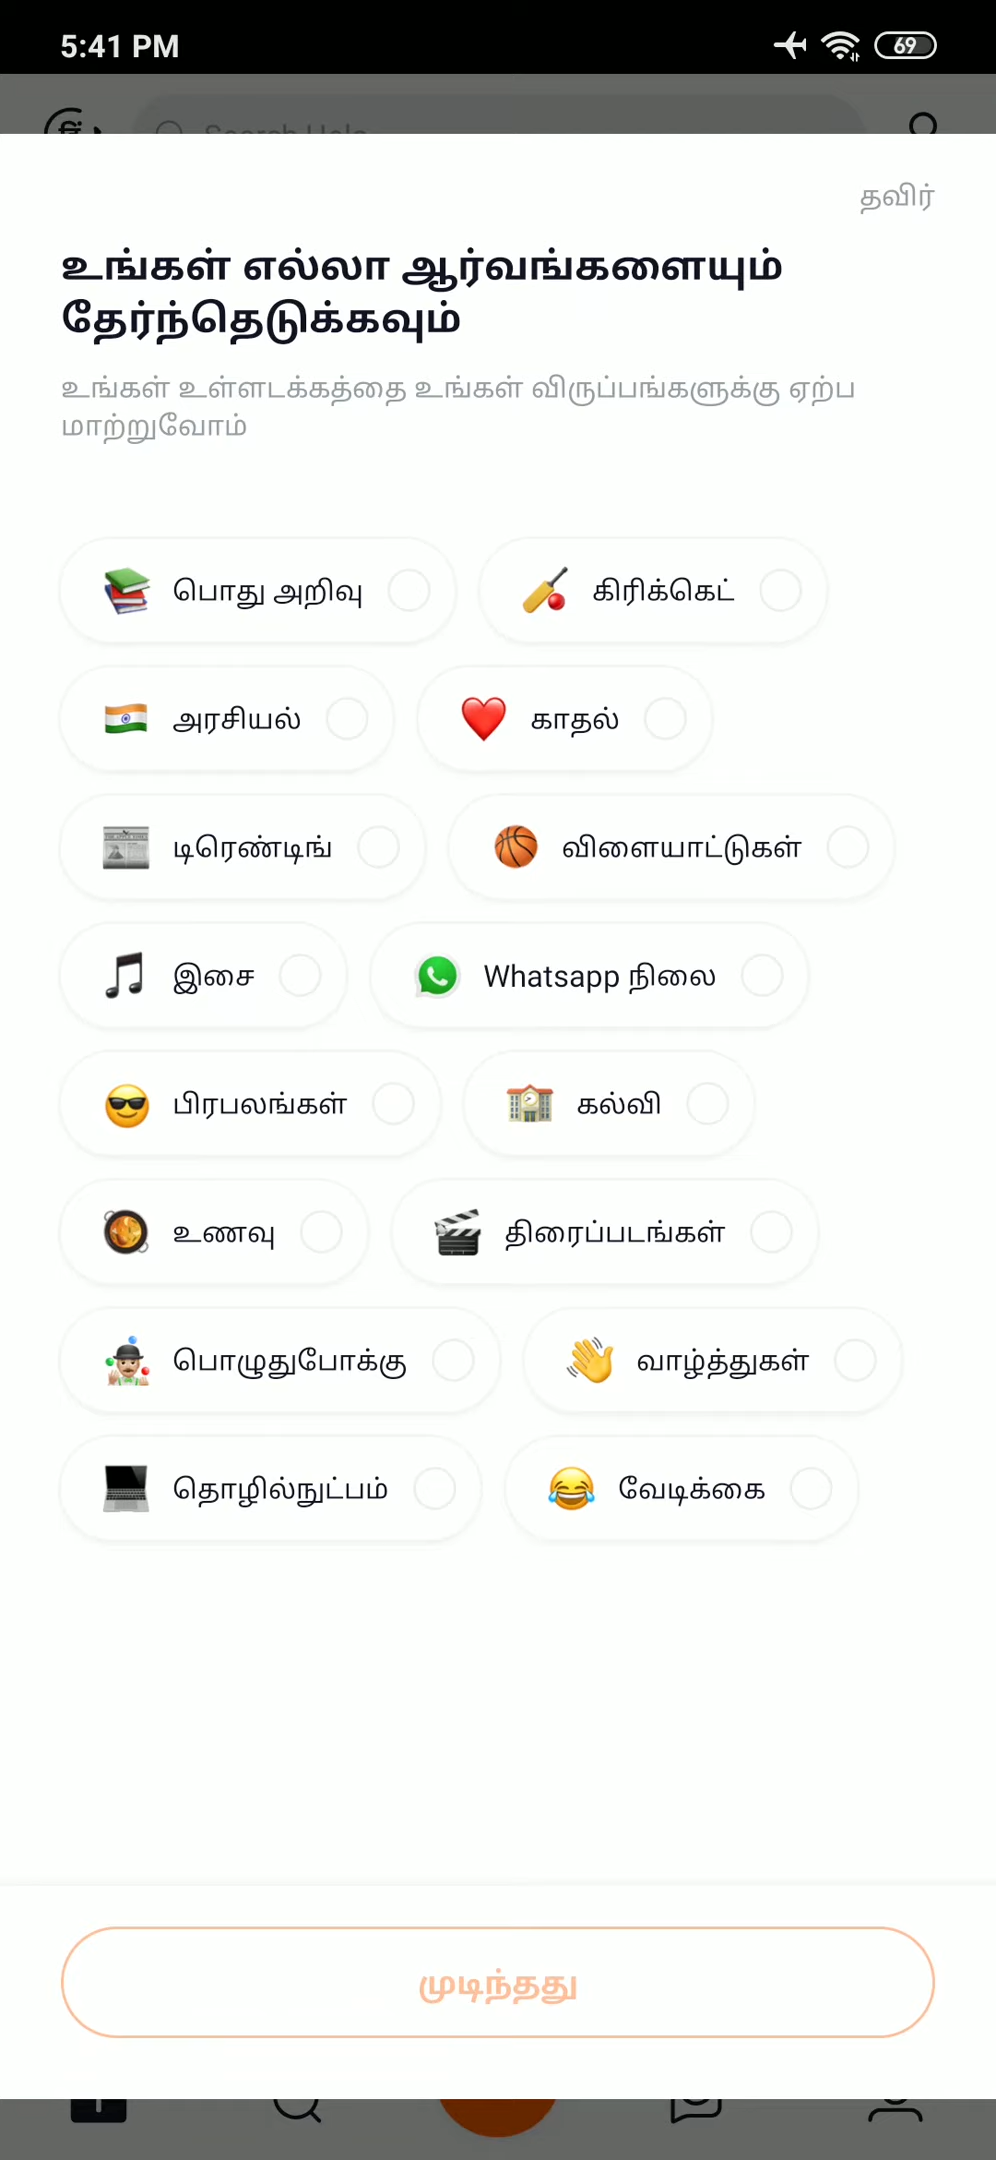 5:41 PM
69
தவிர்
உங்கள் எல்லா ஆர்வங்களையும்
தேர்ந்தெடுக்கவும்
உங்கள் உள்ளடக்கத்தை உங்கள் விருப்பங்களுக்கு ஏற்ப
மாற்றுவோம்
பொது அறிவு
கிரிக்கெட்
அரசியல்
காதல்
டிரெண்டிங்
விளையாட்டுகள்
இசை
Whatsapp நிலை
பிரபலங்கள்
கல்வி
உணவு
திரைப்படங்கள்
பொழுதுபோக்கு
வாழ்த்துகள்
தொழில்நுட்பம்
வேடிக்கை
முடிந்தது